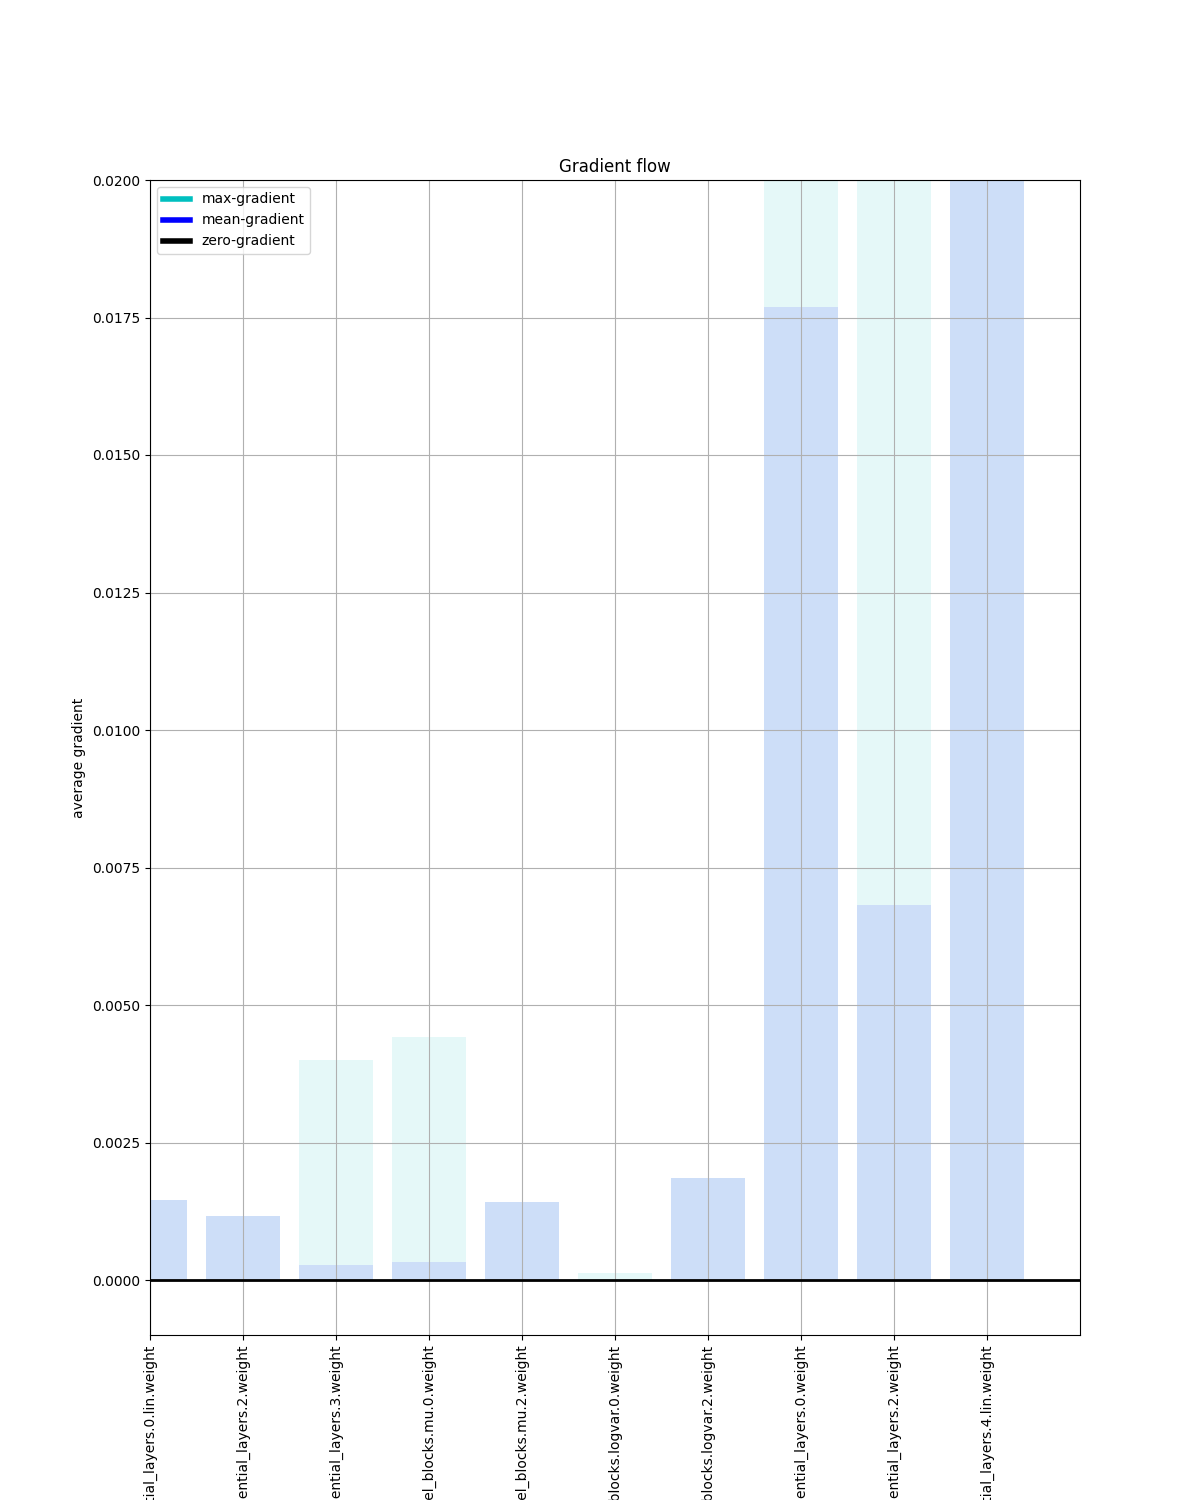 Gradient flow
max-gradient
mean-gradient
zero-gradient
average gradient
0.0200
0.0175
0.0150
0.0125
0.0100
0.0075
0.0050
0.0025
0.0000
tial_layers.0.lin.weight
ential_layers.2.weight
ential_layers.3.weight
el_blocks.mu.0.weight
el_blocks.mu.2.weight
blocks.logvar.0.weight
blocks.logvar.2.weight
ential_layers.0.weight
ential_layers.2.weight
tial_layers.4.lin.weight